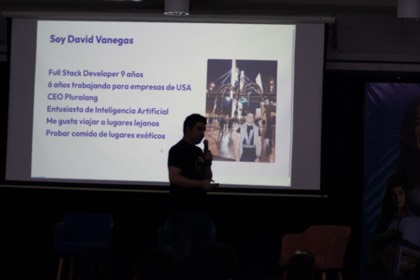 Soy David Vanegas
Full Stack Developer 9 años
6 años trabajando para empresas de USA
CEO Pluralang
Entusiasta de Inteligencia Artificial
Me gusta viajar a lugares lejanos
Probar comida de lugares exóticos